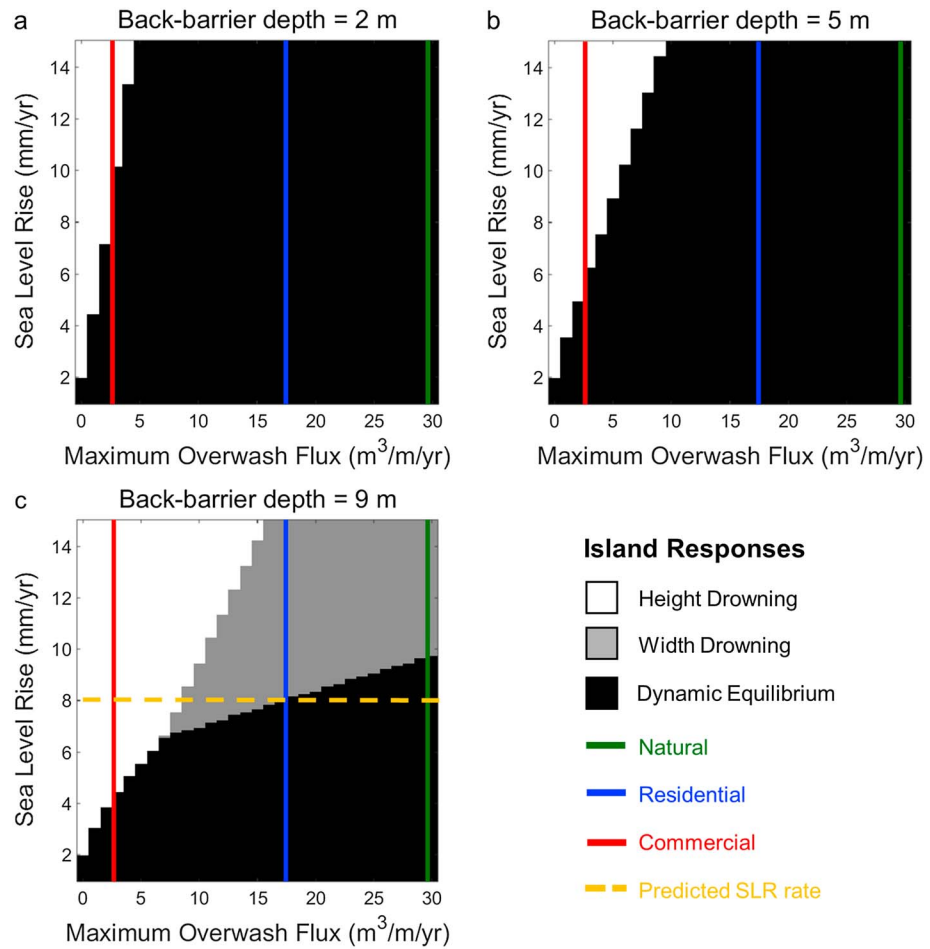 a
Back-barrier depth = 2 m
14
12
10
8
6
4
2
Sea Level Rise (mm/yr)
0 5 10 15 20 25 30
Maximum Overwash Flux (m³/m/yr)
b
Back-barrier depth = 5 m
14
12
10
8
6
4
2
Sea Level Rise (mm/yr)
0 5 10 15 20 25 30
Maximum Overwash Flux (m³/m/yr)
c
Back-barrier depth = 9 m
14
12
10
8
6
4
2
Sea Level Rise (mm/yr)
0 5 10 15 20 25 30
Maximum Overwash Flux (m³/m/yr)
Island Responses
Height Drowning
Width Drowning
Dynamic Equilibrium
Natural
Residential
Commercial
Predicted SLR rate